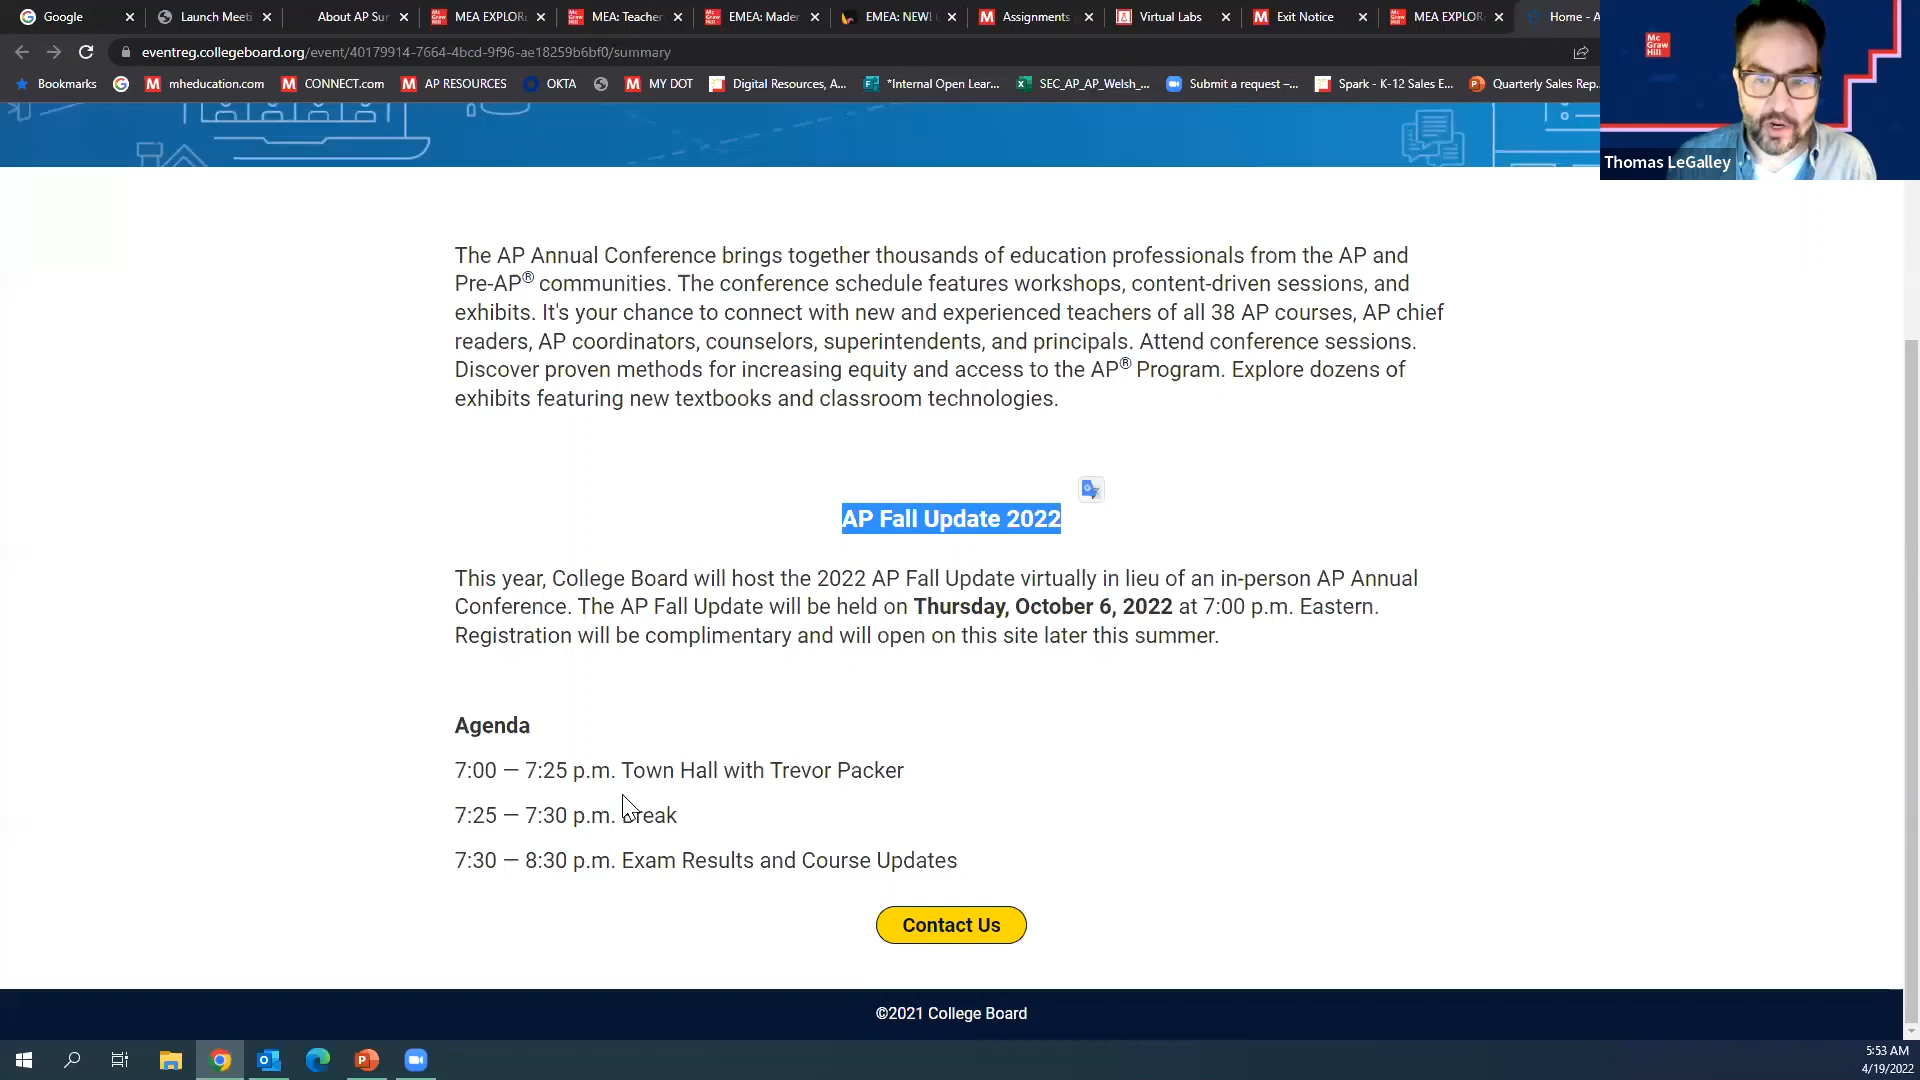 Google
Launch Meeti
About AP Sur
MEA EXPLOR
MEA: Teacher
EMEA: Mader
EMEA: NEW!
Assignments
Virtual Labs
Exit Notice
MEA EXPLOR
Home - A
eventreg.collegeboard.org/event/40179914-7664-4bcd-9f96-ae18259b6bf0/summary
Bookmarks
mheducation.com
CONNECT.com
AP RESOURCES
OKTA
MY DOT
Digital Resources, A...
*Internal Open Lear...
SEC_AP_AP_Welsh_...
Submit a request –...
Spark - K-12 Sales E...
Quarterly Sales Rep...
Mc
Graw
Hill
Thomas LeGalley
The AP Annual Conference brings together thousands of education professionals from the AP and
Pre-AP® communities. The conference schedule features workshops, content-driven sessions, and
exhibits. It's your chance to connect with new and experienced teachers of all 38 AP courses, AP chief
readers, AP coordinators, counselors, superintendents, and principals. Attend conference sessions.
Discover proven methods for increasing equity and access to the AP® Program. Explore dozens of
exhibits featuring new textbooks and classroom technologies.
AP Fall Update 2022
This year, College Board will host the 2022 AP Fall Update virtually in lieu of an in-person AP Annual
Conference. The AP Fall Update will be held on Thursday, October 6, 2022 at 7:00 p.m. Eastern.
Registration will be complimentary and will open on this site later this summer.
Agenda
7:00 — 7:25 p.m. Town Hall with Trevor Packer
7:25 — 7:30 p.m. Break
7:30 — 8:30 p.m. Exam Results and Course Updates
Contact Us
©2021 College Board
5:53 AM
4/19/2022